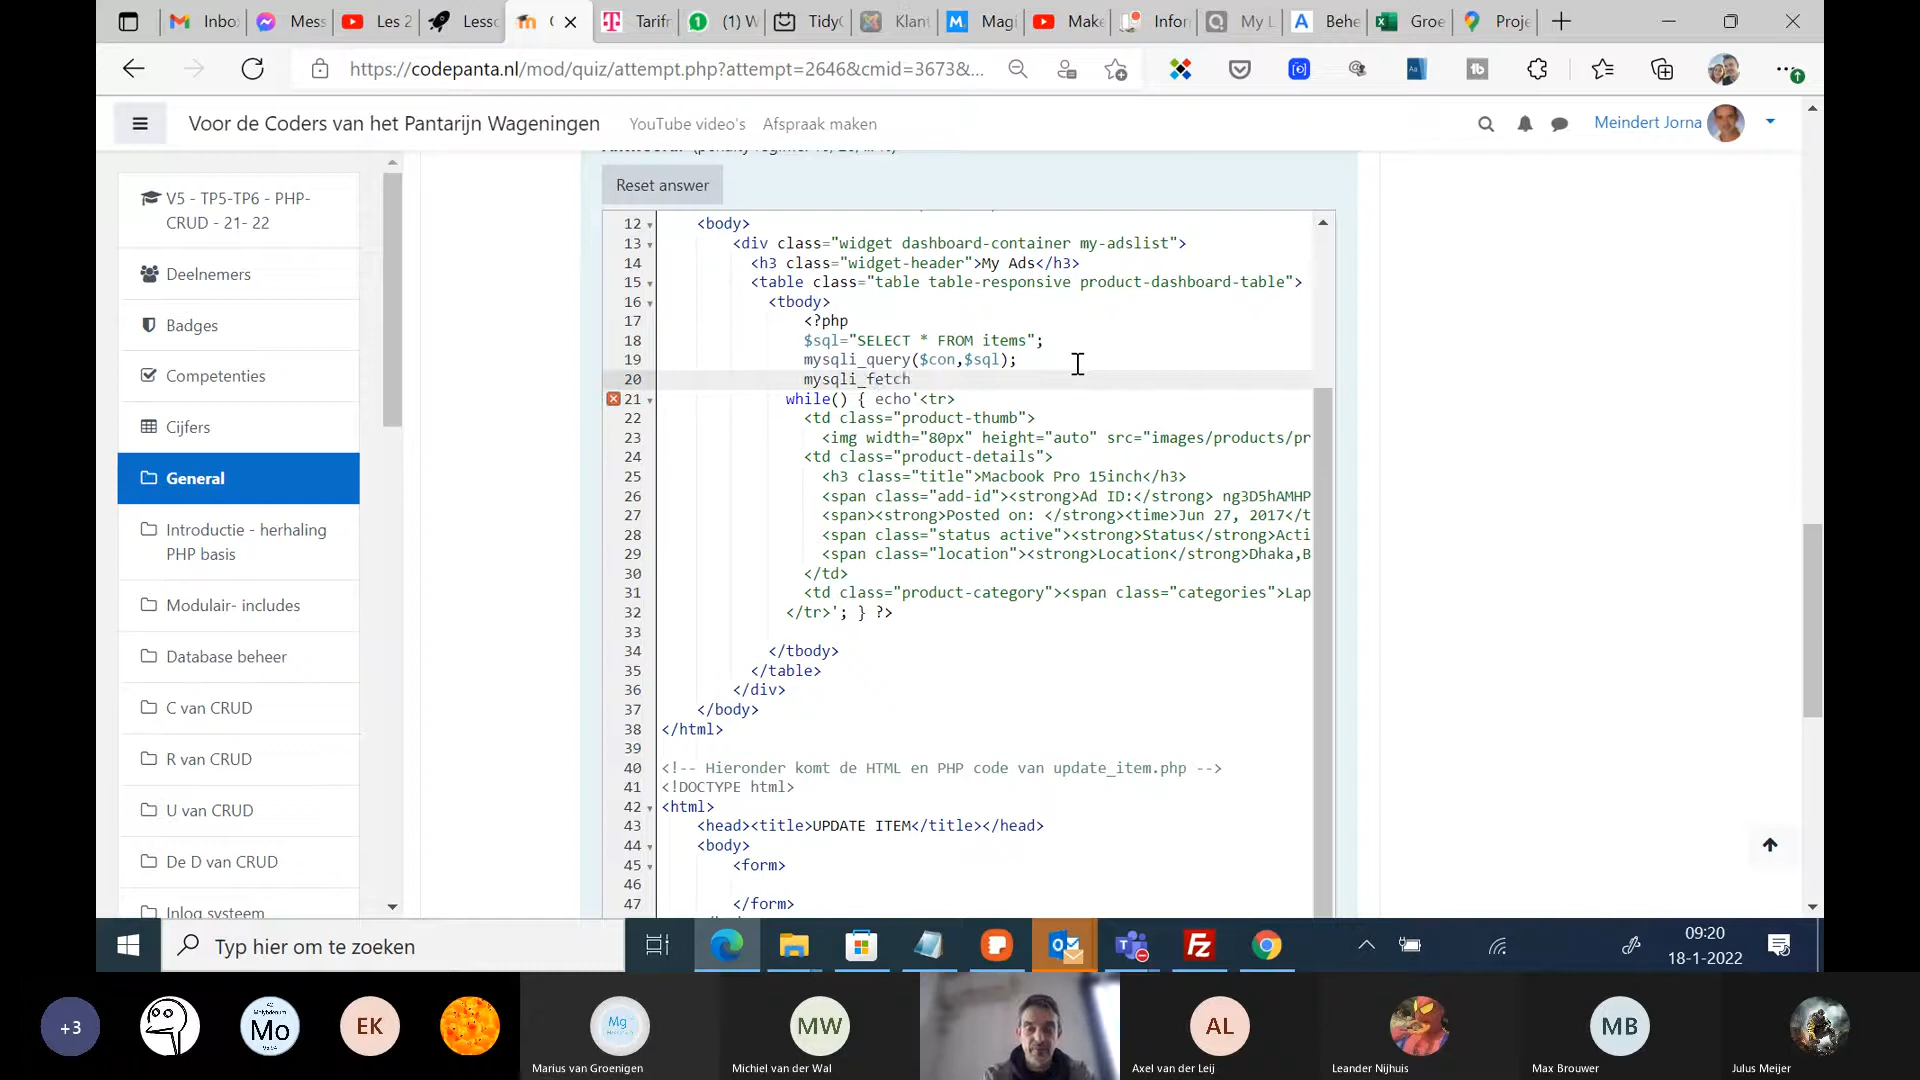 Inbo
Mess
Les 2
Lesso
Tarifr
(1) W
Tidy
Klant
Magi
Make
Infor
My L
Behe
Groe
Proje
https://codepanta.nl/mod/quiz/attempt.php?attempt=2646&cmid=3673&...
Voor de Coders van het Pantarijn Wageningen
YouTube video's
Afspraak maken
Meindert Jorna
V5 - TP5-TP6 - PHP-
CRUD - 21- 22
Deelnemers
Badges
Competenties
Cijfers
General
Introductie - herhaling
PHP basis
Modulair- includes
Database beheer
C van CRUD
R van CRUD
U van CRUD
De D van CRUD
Inlog systeem
Reset answer
12 <body>
13 <div class="widget dashboard-container my-adslist">
14 <h3 class="widget-header">My Ads</h3>
15 <table class="table table-responsive product-dashboard-table">
16 <tbody>
17 <?php
18 $sql="SELECT * FROM items";
19 mysqli_query($con,$sql);
20 mysqli_fetch
21 while() { echo'<tr>
22 <td class="product-thumb">
23 <img width="80px" height="auto" src="images/products/pr
24 <td class="product-details">
25 <h3 class="title">Macbook Pro 15inch</h3>
26 <span class="add-id"><strong>Ad ID:</strong> ng3D5hAMHP
27 <span><strong>Posted on: </strong><time>Jun 27, 2017</t
28 <span class="status active"><strong>Status</strong>Acti
29 <span class="location"><strong>Location</strong>Dhaka,B
30 </td>
31 <td class="product-category"><span class="categories">Lap
32 </tr>'; } ?>
33
34 </tbody>
35 </table>
36 </div>
37 </body>
38 </html>
39
40 <!-- Hieronder komt de HTML en PHP code van update_item.php -->
41 <!DOCTYPE html>
42 <html>
43 <head><title>UPDATE ITEM</title></head>
44 <body>
45 <form>
46
47 </form>
Typ hier om te zoeken
09:20
18-1-2022
+3
Mo
EK
Mg
MW
AL
MB
Marius van Groenigen
Michiel van der Wal
Axel van der Leij
Leander Nijhuis
Max Brouwer
Julus Meijer